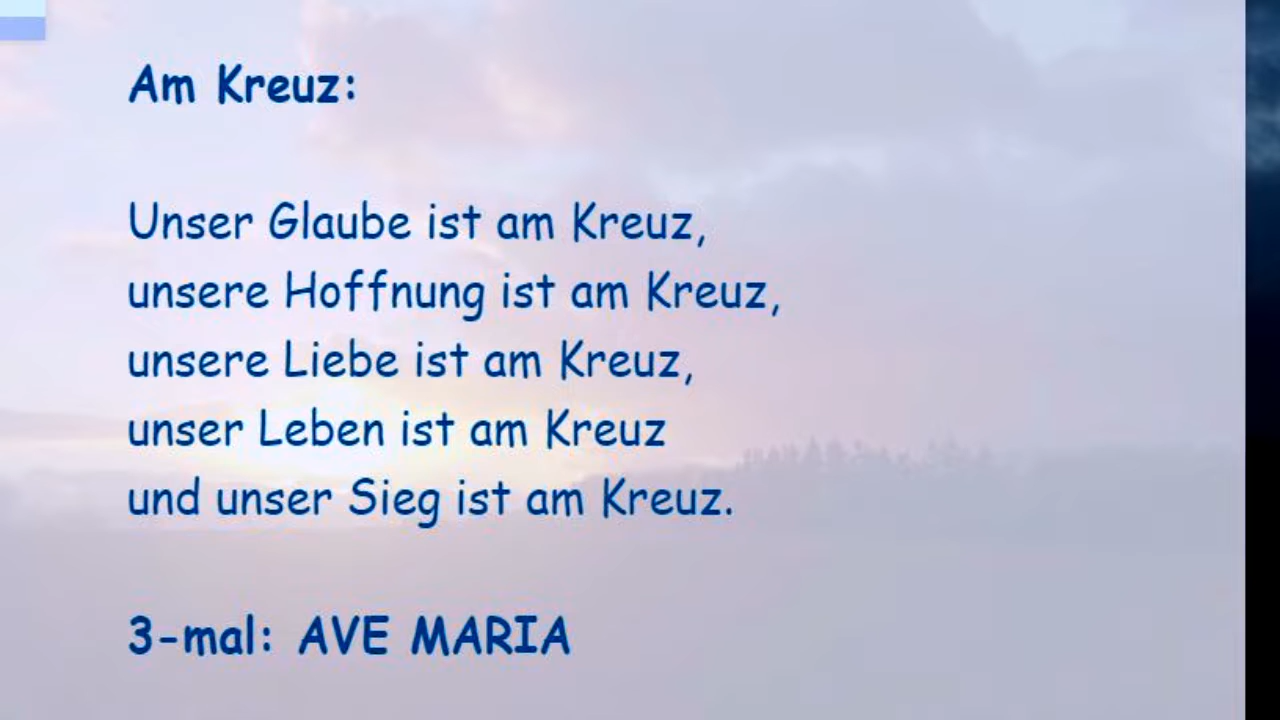 Am Kreuz:
Unser Glaube ist am Kreuz,
unsere Hoffnung ist am Kreuz,
unsere Liebe ist am Kreuz,
unser Leben ist am Kreuz
und unser Sieg ist am Kreuz.
3-mal: AVE MARIA